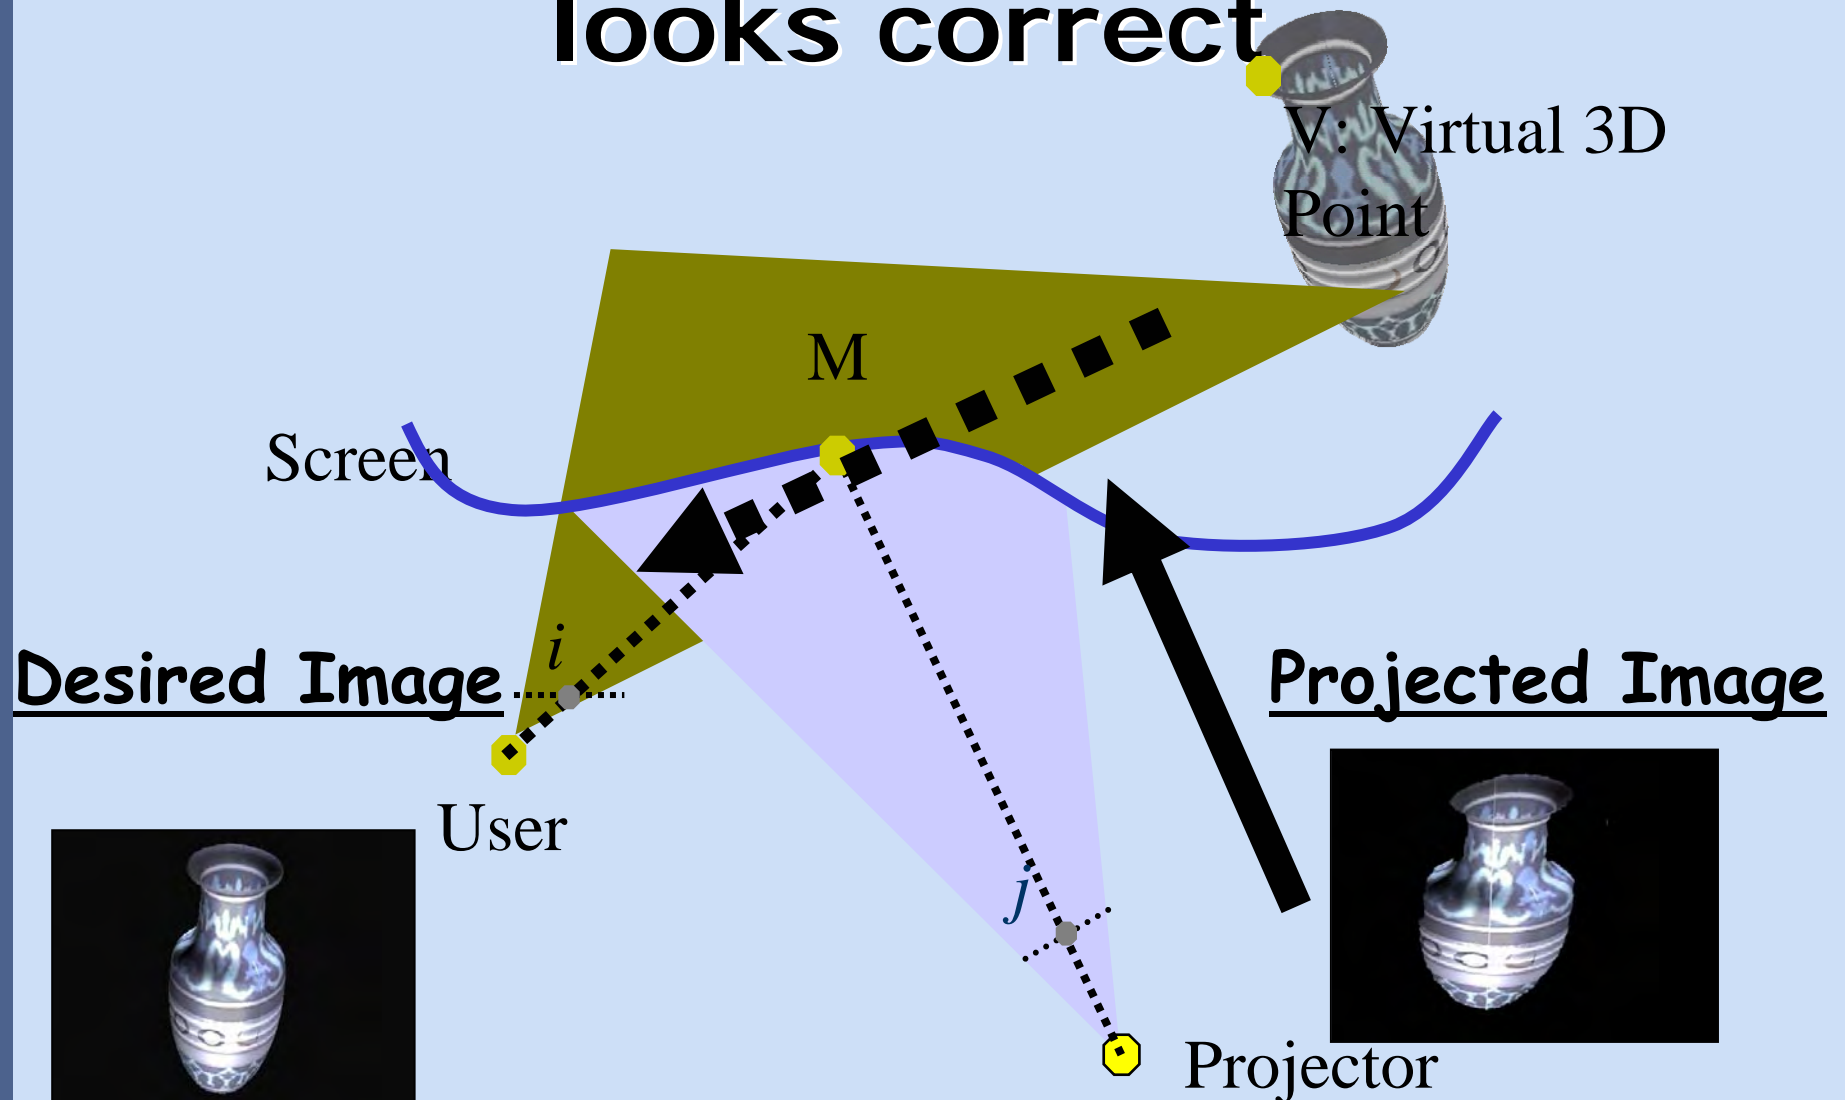 looks correct
V: Virtual 3D
Point
M
Screen
i
Desired Image
Projected Image
User
j
Projector